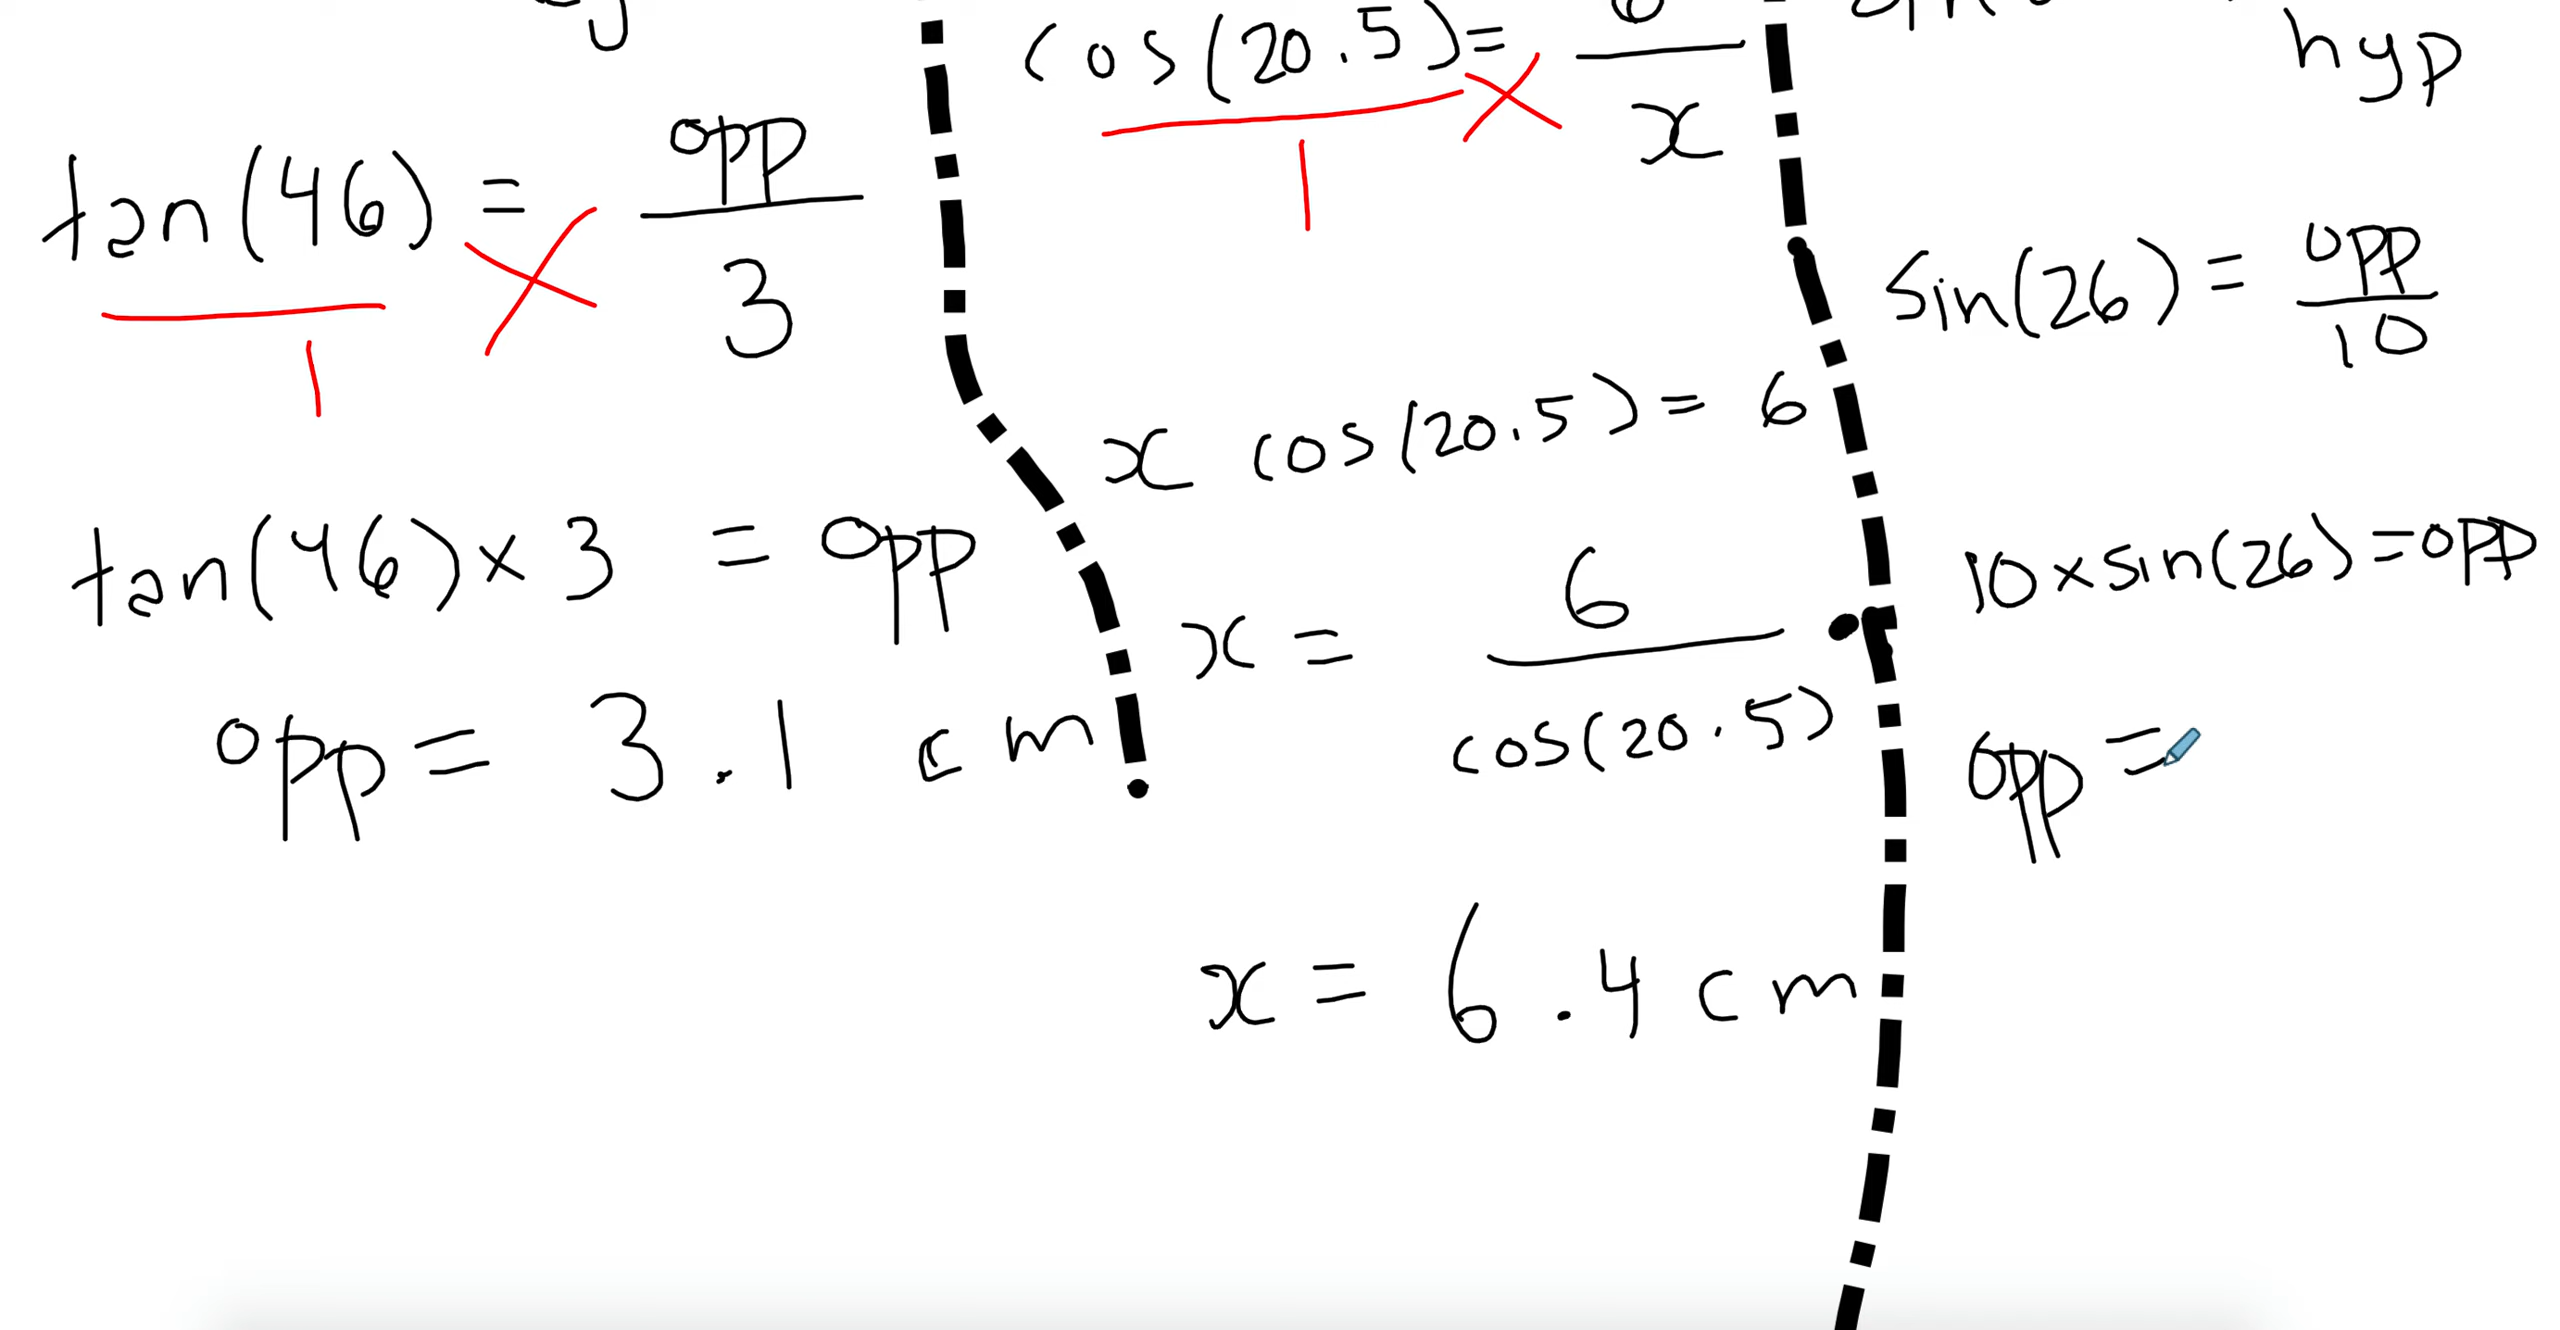 tan(46) = opp/3
1
tan(46) × 3 = opp
opp = 3.1 cm
cos(20.5) = 6/x
1
x cos(20.5) = 6
x = 6/cos(20.5)
x = 6.4 cm
hyp
sin(26) = opp/10
10 × sin(26) = opp
opp =